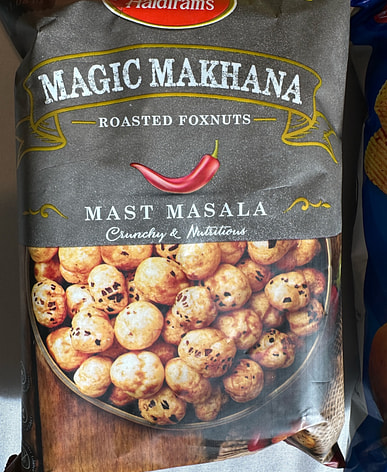 Haldiram's
MAGIC MAKHANA
ROASTED FOXNUTS
MAST MASALA
Crunchy & Nutritious